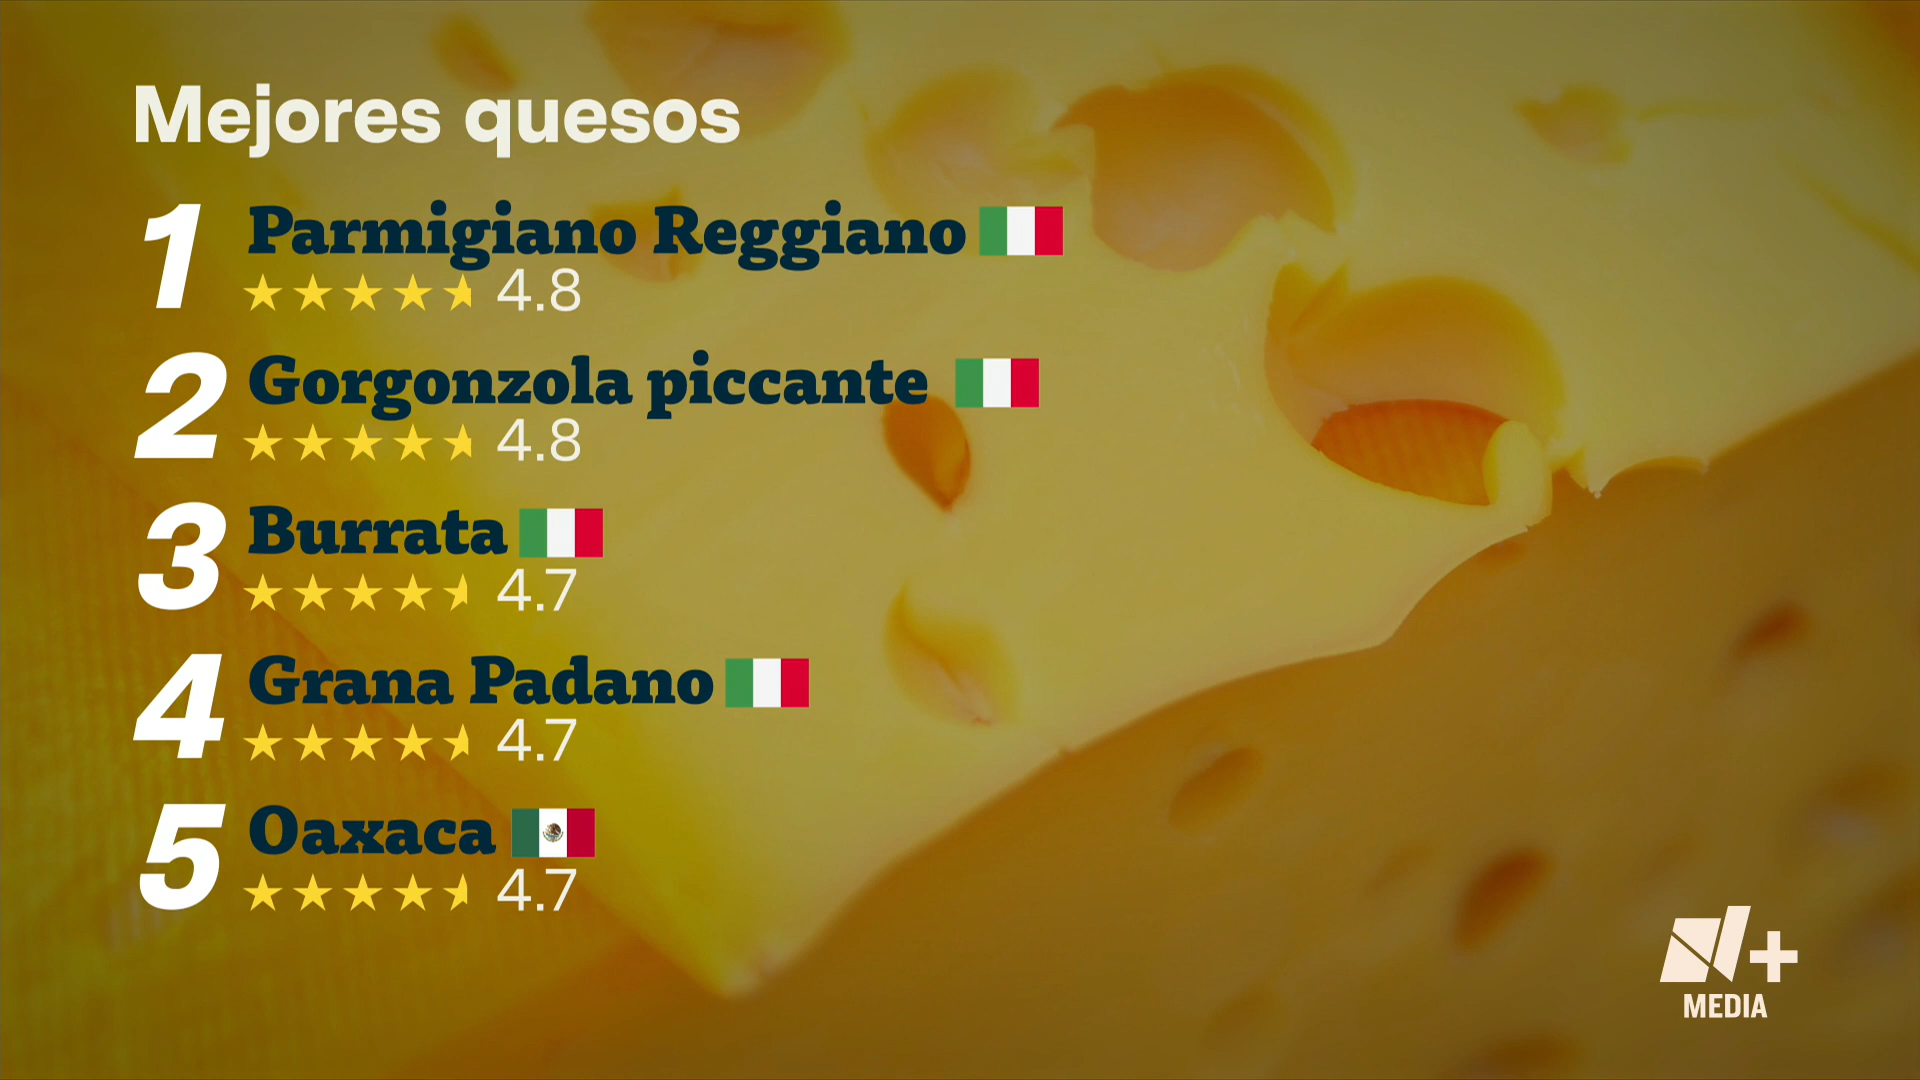 Mejores quesos
1 Parmigiano Reggiano
4.8
2 Gorgonzola piccante
4.8
3 Burrata
4.7
4 Grana Padano
4.7
5 Oaxaca
4.7
N+
MEDIA